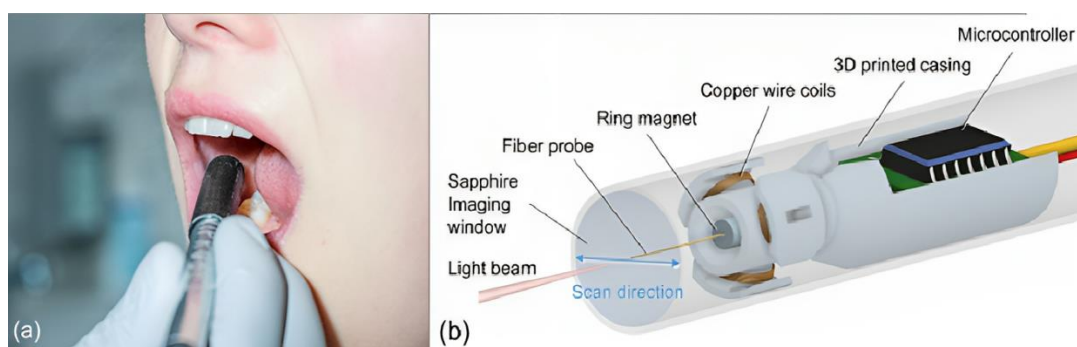 (a)
Microcontroller
3D printed casing
Copper wire coils
Ring magnet
Fiber probe
Sapphire
Imaging
window
Light beam
Scan direction
(b)